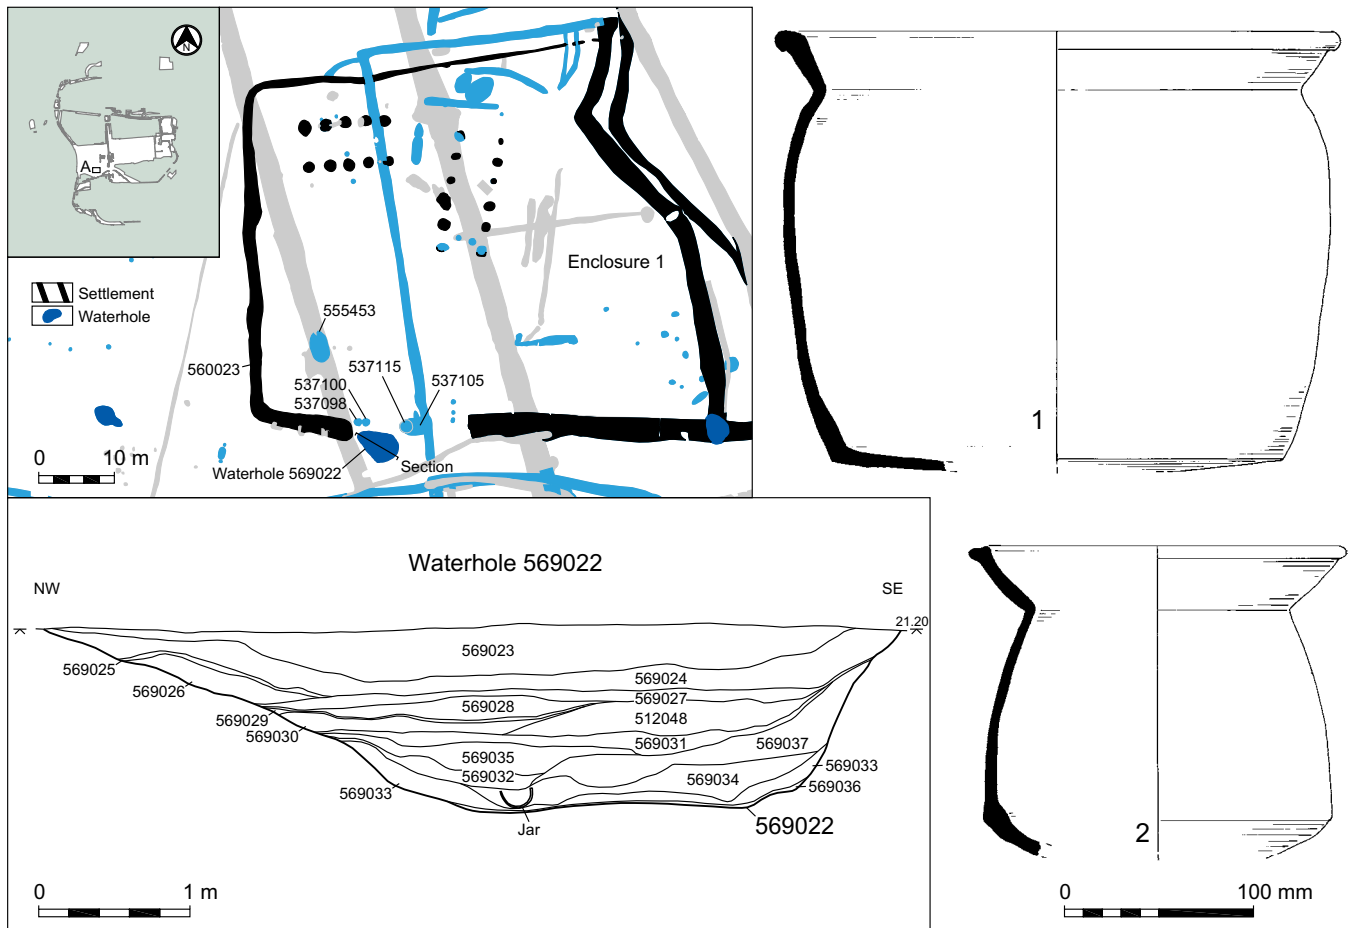 N
A
Settlement
Waterhole
Enclosure 1
555453
560023
537115
537100
537105
537098
0 10 m
Waterhole 569022
Section
1
Waterhole 569022
NW
SE
21.20
569023
569025
569024
569026
569027
569028
569029
512048
569030
569031
569037
569035
569033
569032
569034
569036
569033
Jar
569022
0 1 m
2
0 100 mm